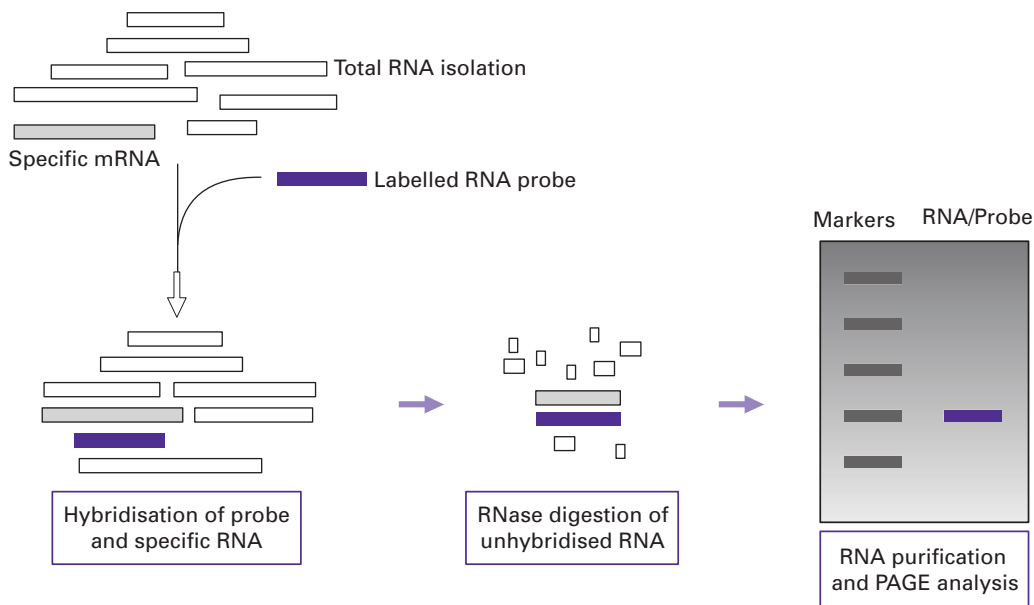 Total RNA isolation
Specific mRNA
Labelled RNA probe
Markers
RNA/Probe
Hybridisation of probe
and specific RNA
RNase digestion of
unhybridised RNA
RNA purification
and PAGE analysis